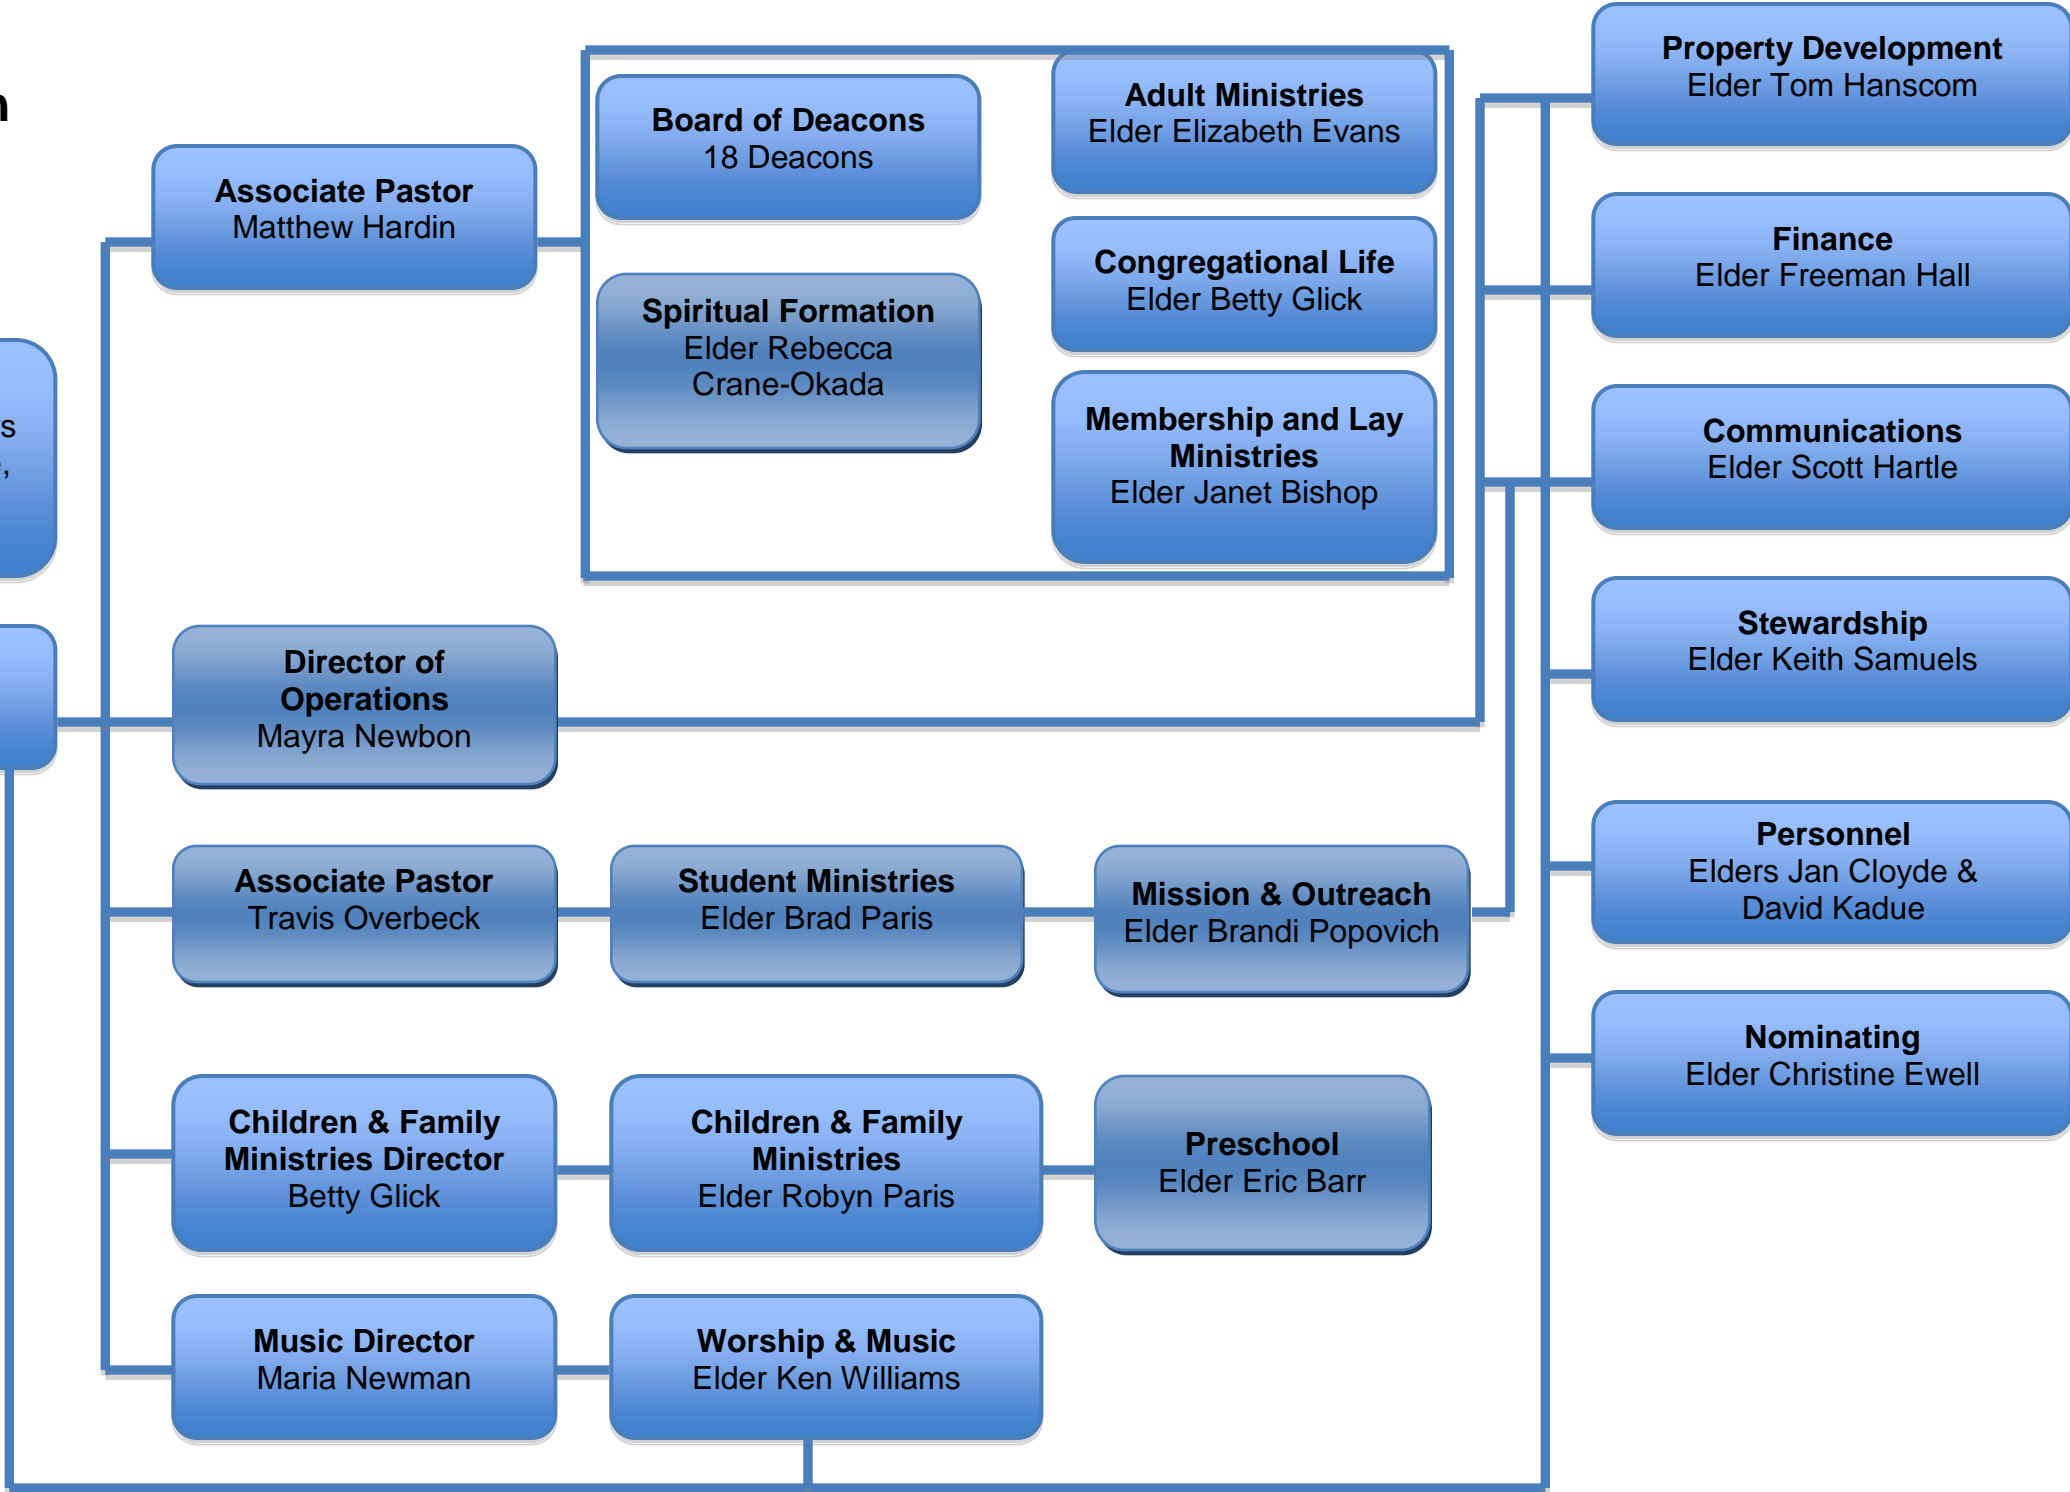 Associate Pastor
Matthew Hardin
Board of Deacons
18 Deacons
Spiritual Formation
Elder Rebecca
Crane-Okada
Adult Ministries
Elder Elizabeth Evans
Congregational Life
Elder Betty Glick
Membership and Lay
Ministries
Elder Janet Bishop
Director of
Operations
Mayra Newbon
Associate Pastor
Travis Overbeck
Student Ministries
Elder Brad Paris
Mission & Outreach
Elder Brandi Popovich
Children & Family
Ministries Director
Betty Glick
Children & Family
Ministries
Elder Robyn Paris
Preschool
Elder Eric Barr
Music Director
Maria Newman
Worship & Music
Elder Ken Williams
Property Development
Elder Tom Hanscom
Finance
Elder Freeman Hall
Communications
Elder Scott Hartle
Stewardship
Elder Keith Samuels
Personnel
Elders Jan Cloyde &
David Kadue
Nominating
Elder Christine Ewell